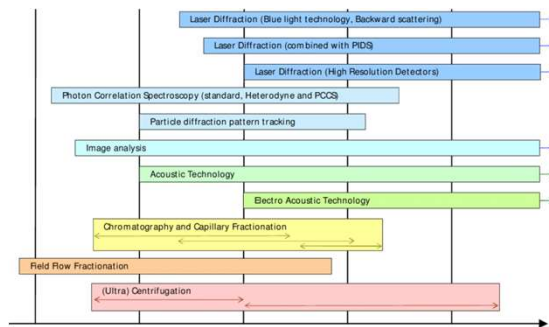 Laser Diffraction (Blue light technology, Backward scattering)
Laser Diffraction (combined with PIDS)
Laser Diffraction (High Resolution Detectors)
Photon Correlation Spectroscopy (standard, Heterodyne and PCCS)
Particle diffraction pattern tracking
Image analysis
Acoustic Technology
Electro Acoustic Technology
Chromatography and Capillary Fractionation
Field Flow Fractionation
(Ultra) Centrifugation